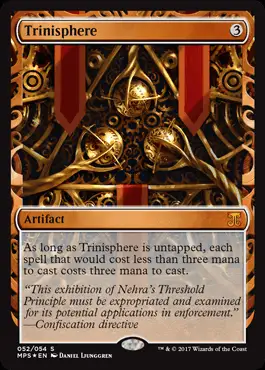 Trinisphere 3
Artifact
As long as Trinisphere is untapped, each
spell that would cost less than three mana
to cast costs three mana to cast.
“This exhibition of Nehra’s Threshold
Principle must be expropriated and examined
for its potential applications in enforcement.”
—Confiscation directive
052/054 S
MPS EN DANIEL LJUNGGREN
™ & © 2017 Wizards of the Coast